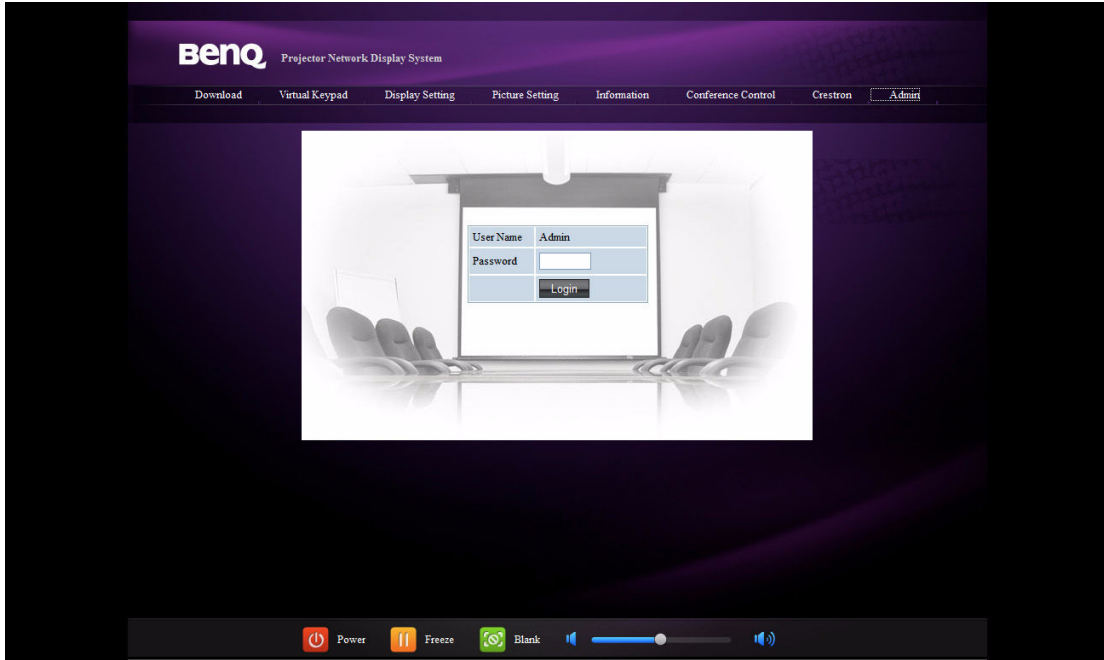 BenQ Projector Network Display System
Download Virtual Keypad Display Setting Picture Setting Information Conference Control Crestron Admin
User Name Admin
Password
Login
Power Freeze Blank